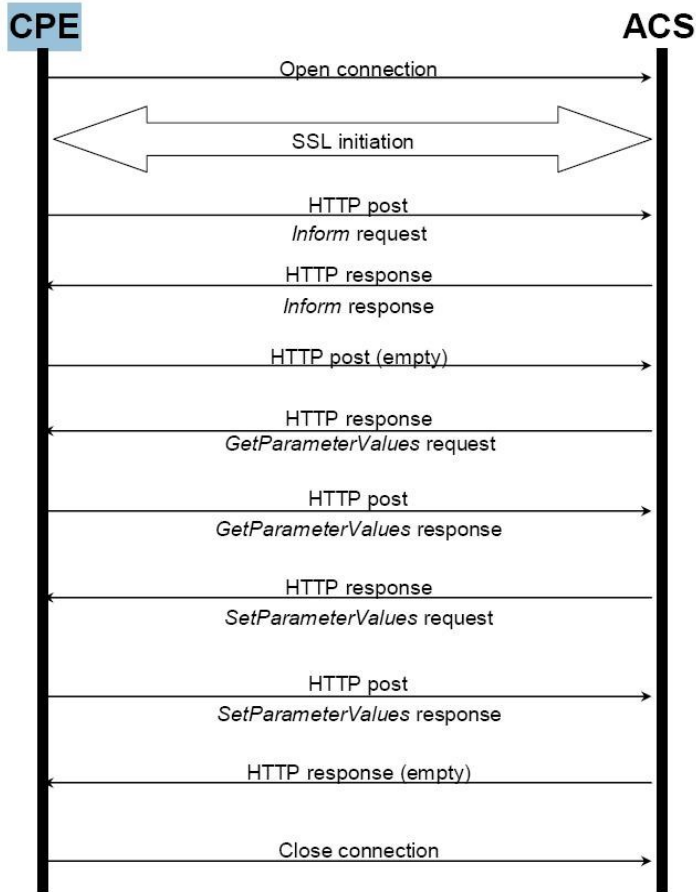 CPE
ACS
Open connection
SSL initiation
HTTP post
Inform request
HTTP response
Inform response
HTTP post (empty)
HTTP response
GetParameterValues request
HTTP post
GetParameterValues response
HTTP response
SetParameterValues request
HTTP post
SetParameterValues response
HTTP response (empty)
Close connection